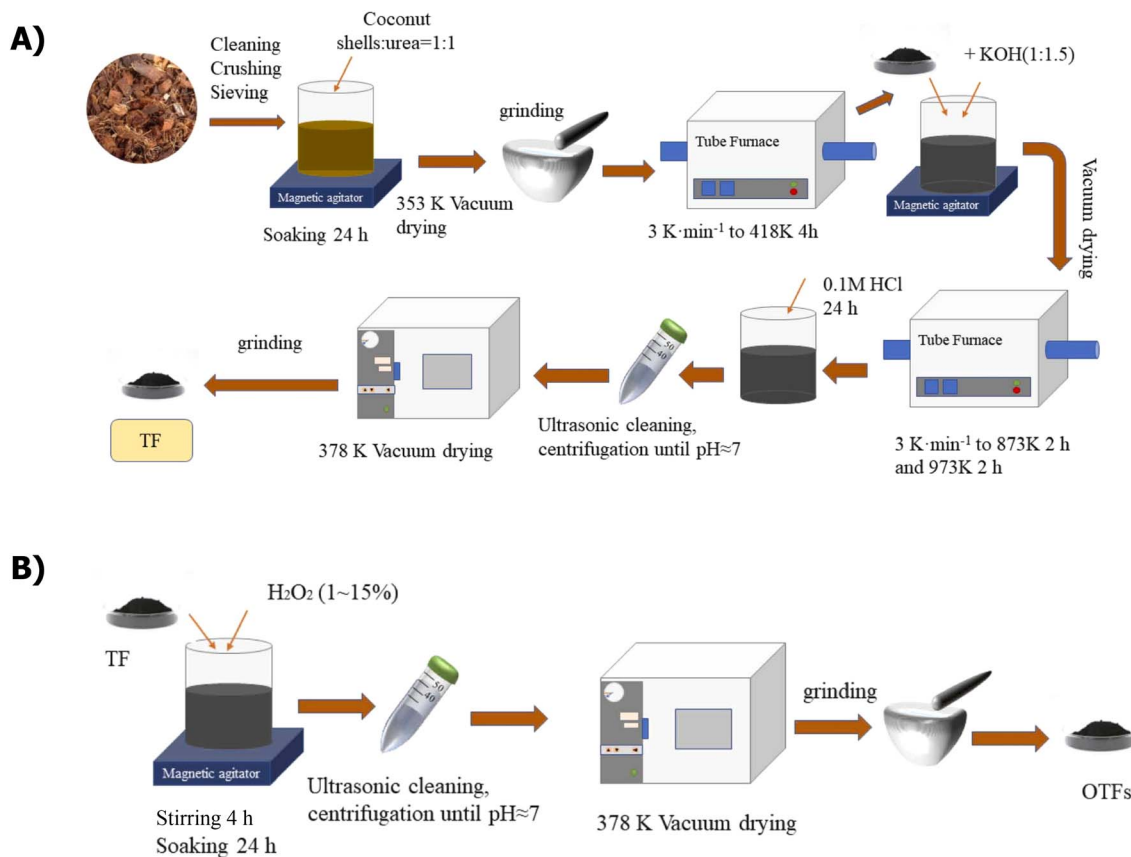 A)
Cleaning
Crushing
Sieving
Coconut
shells:urea=1:1
Magnetic agitator
Soaking 24 h
353 K Vacuum
drying
grinding
Tube Furnace
3 K·min⁻¹ to 418K 4h
+ KOH(1:1.5)
Magnetic agitator
Vacuum drying
Tube Furnace
3 K·min⁻¹ to 873K 2 h
and 973K 2 h
0.1M HCl
24 h
50
40
Ultrasonic cleaning,
centrifugation until pH≈7
378 K Vacuum drying
grinding
TF
B)
TF
H₂O₂ (1~15%)
Magnetic agitator
Stirring 4 h
Soaking 24 h
50
40
Ultrasonic cleaning,
centrifugation until pH≈7
378 K Vacuum drying
grinding
OTFs